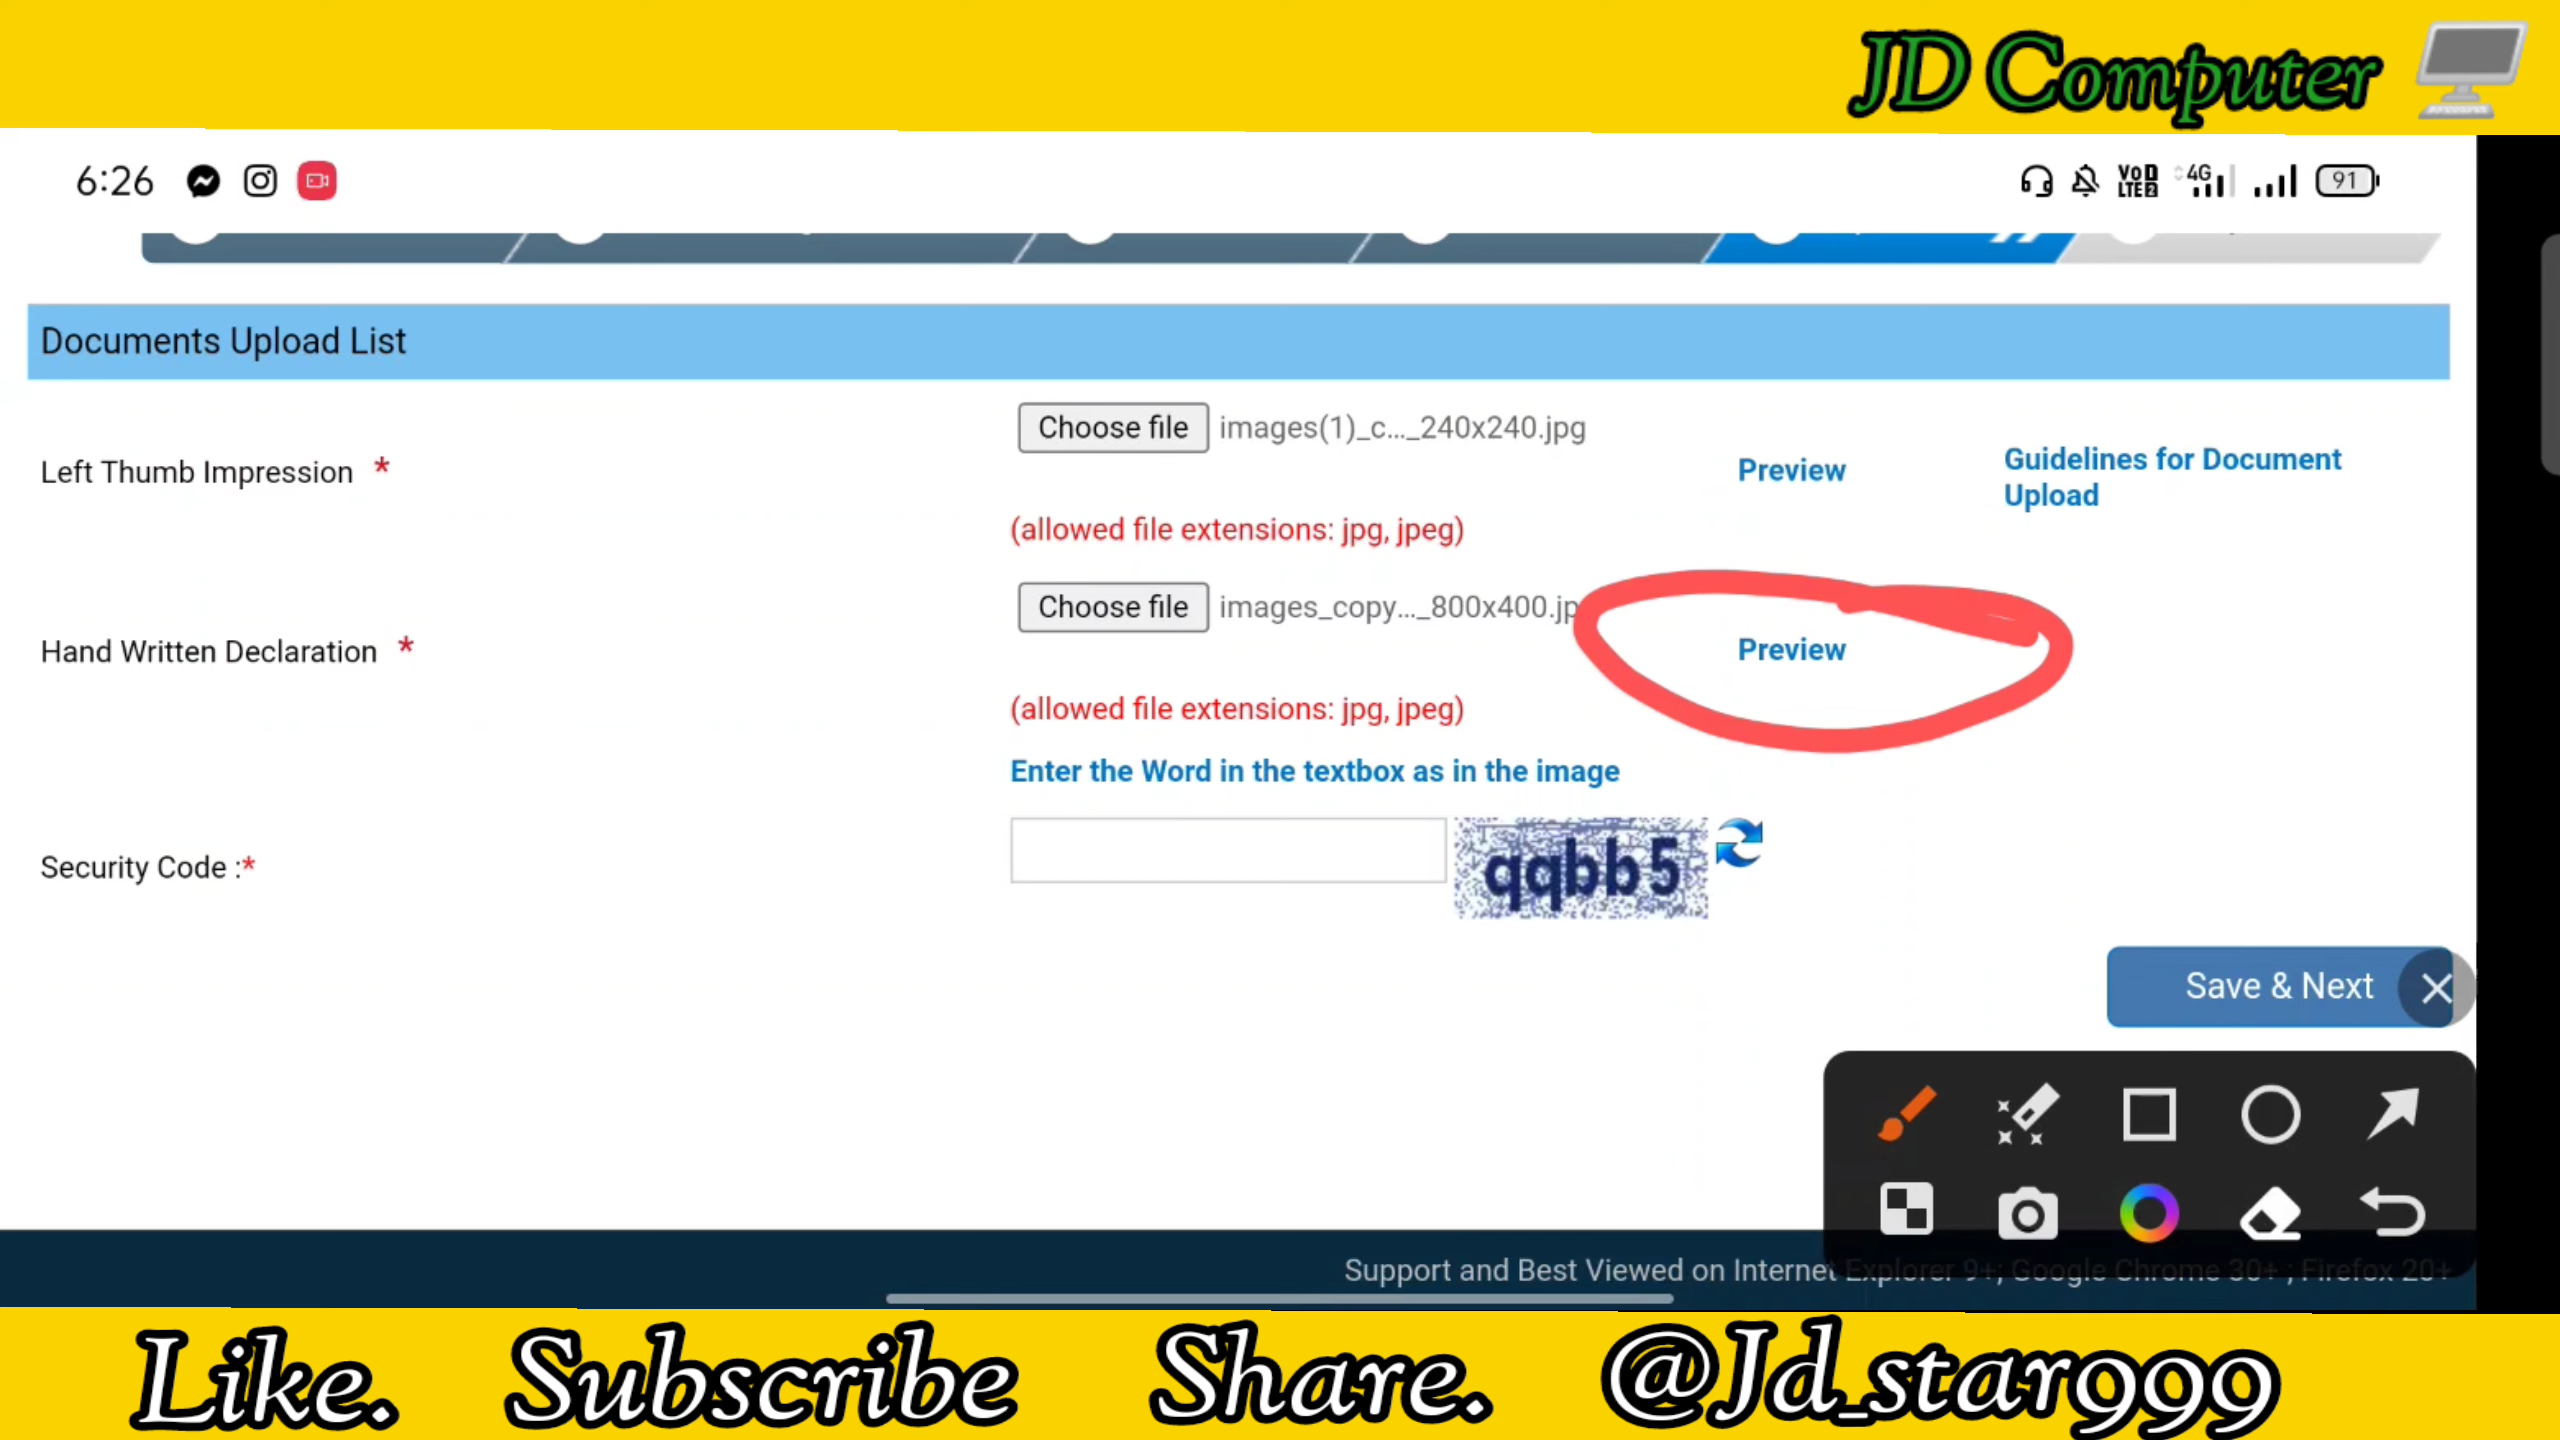 JD Computer
6:26
VoD LTE2 4G 91
Documents Upload List
Choose file images(1)_c..._240x240.jpg
Left Thumb Impression *
Preview
Guidelines for Document
Upload
(allowed file extensions: jpg, jpeg)
Choose file images_copy..._800x400.jp
Hand Written Declaration *
Preview
(allowed file extensions: jpg, jpeg)
Enter the Word in the textbox as in the image
Security Code :*
qqbb5
Save & Next
Support and Best Viewed on Internet Explorer 9+; Google Chrome 30+ ; Firefox 20+
Like. Subscribe Share. @Jd_star999